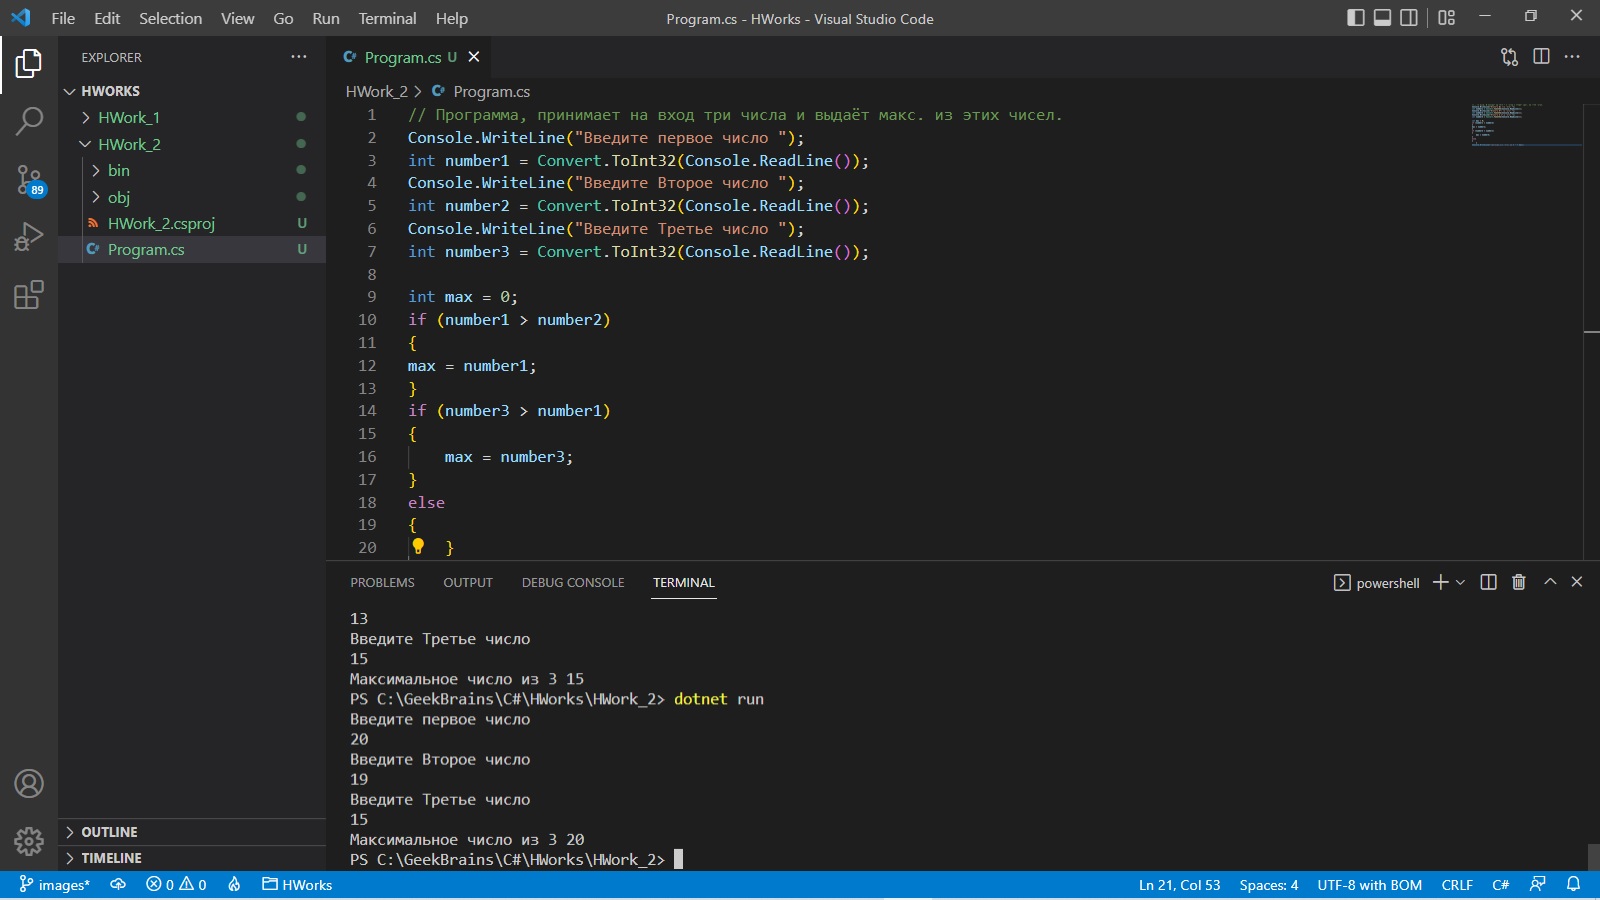 File Edit Selection View Go Run Terminal Help
Program.cs - HWorks - Visual Studio Code
EXPLORER
HWORKS
HWork_1
HWork_2
bin
obj
HWork_2.csproj U
Program.cs U
89
OUTLINE
TIMELINE
Program.cs U
HWork_2 > Program.cs
1 // Программа, принимает на вход три числа и выдаёт макс. из этих чисел.
2 Console.WriteLine("Введите первое число ");
3 int number1 = Convert.ToInt32(Console.ReadLine());
4 Console.WriteLine("Введите Второе число ");
5 int number2 = Convert.ToInt32(Console.ReadLine());
6 Console.WriteLine("Введите Третье число ");
7 int number3 = Convert.ToInt32(Console.ReadLine());
8
9 int max = 0;
10 if (number1 > number2)
11 {
12 max = number1;
13 }
14 if (number3 > number1)
15 {
16 max = number3;
17 }
18 else
19 {
20 }
PROBLEMS OUTPUT DEBUG CONSOLE TERMINAL
powershell
13
Введите Третье число
15
Максимальное число из 3 15
PS C:\GeekBrains\C#\HWorks\HWork_2> dotnet run
Введите первое число
20
Введите Второе число
19
Введите Третье число
15
Максимальное число из 3 20
PS C:\GeekBrains\C#\HWorks\HWork_2>
images* 0 0 HWorks
Ln 21, Col 53 Spaces: 4 UTF-8 with BOM CRLF C#